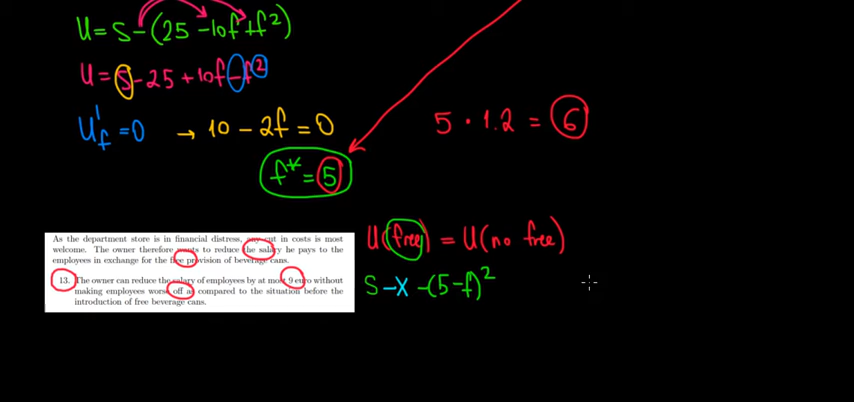 U = S - (25 - 10f + f²)
U = S - 25 + 10f - f²
U'f = 0 → 10 - 2f = 0
5 · 1.2 = 6
f* = 5
U(free) = U(no free)
As the department store is in financial distress, any cut in costs is most
welcome. The owner therefore wants to reduce the salary he pays to the
employees in exchange for the free provision of beverage cans.
13. The owner can reduce the salary of employees by at most 9 euro without
making employees worse off as compared to the situation before the
introduction of free beverage cans.
S - X - (5 - f)²